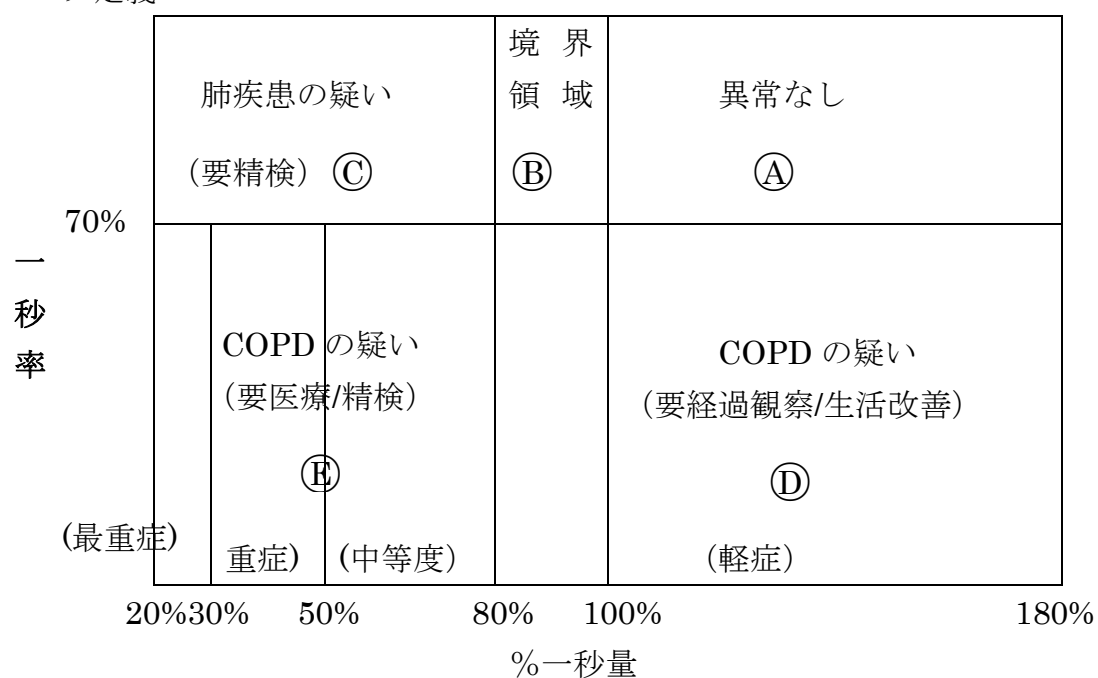 境界
肺疾患の疑い 領域 異常なし
（要精検）Ⓒ Ⓑ Ⓐ
70%
一秒率
COPD の疑い COPD の疑い
（要医療/精検） （要経過観察/生活改善）
Ⓔ Ⓓ
(最重症) 重症) (中等度） （軽症）
20%30% 50% 80% 100% 180%
％一秒量